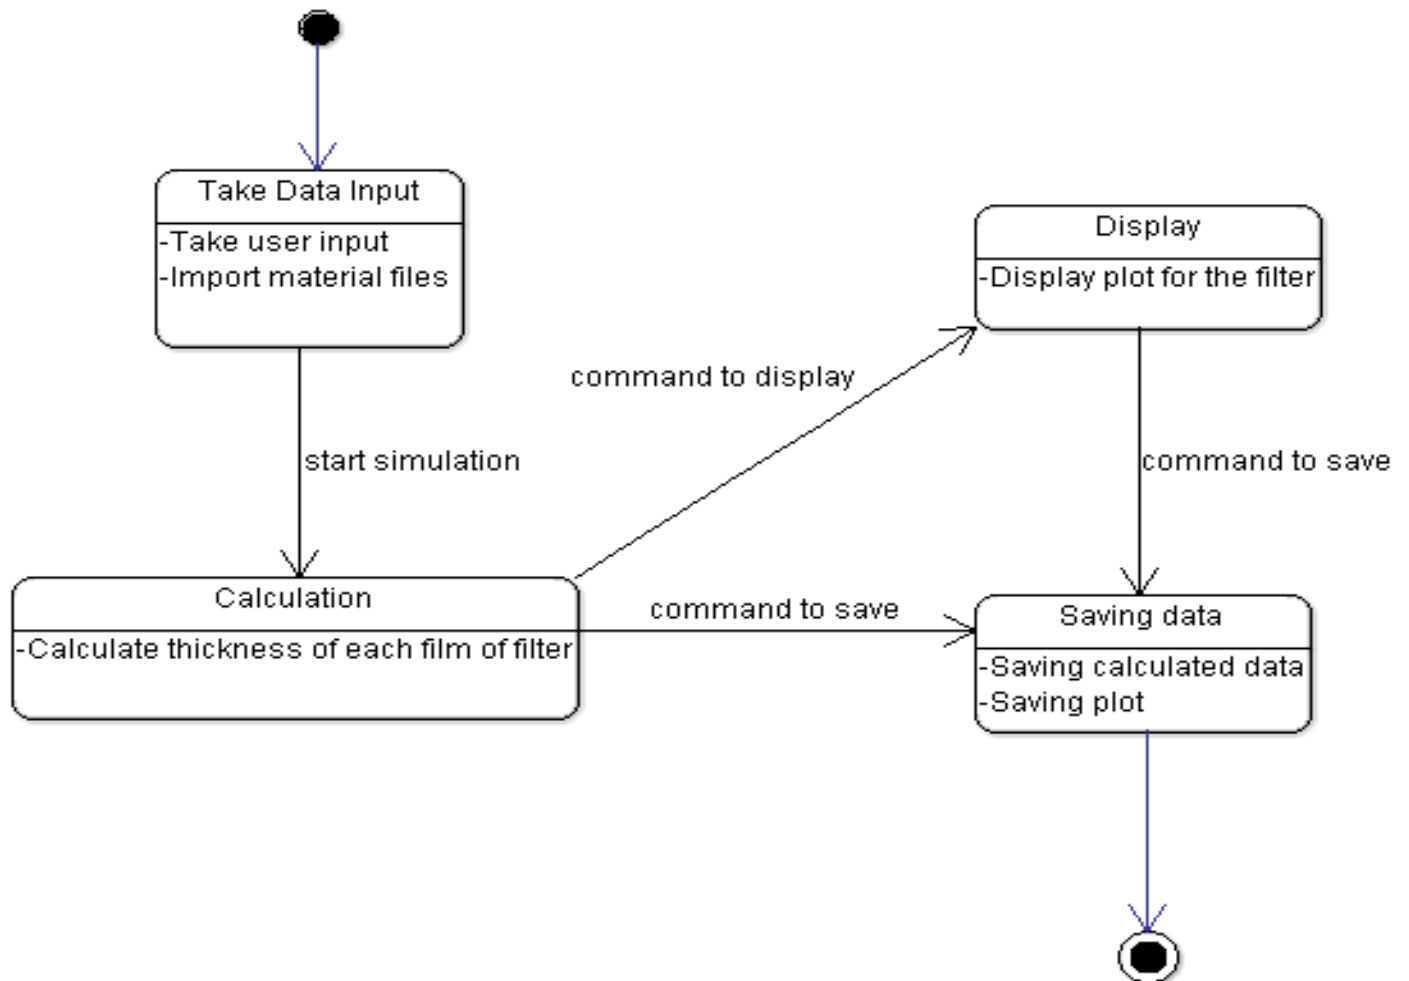 Take Data Input
-Take user input
-Import material files
Display
-Display plot for the filter
command to display
start simulation
command to save
Calculation
-Calculate thickness of each film of filter
command to save
Saving data
-Saving calculated data
-Saving plot